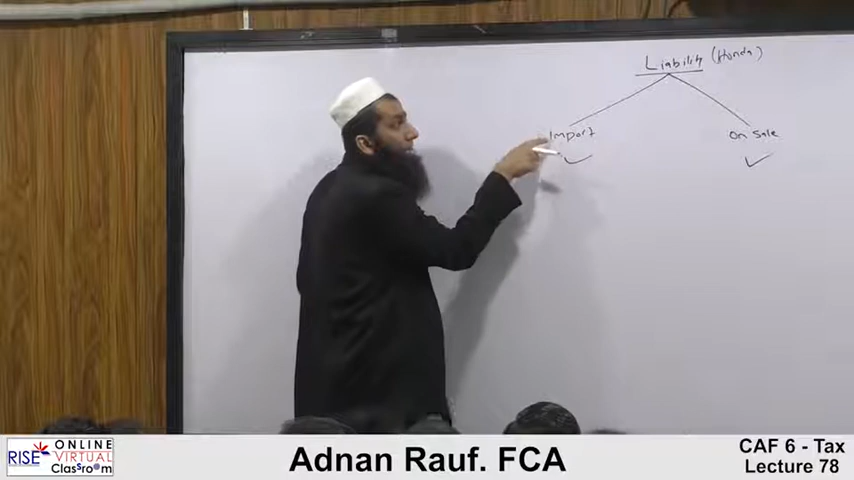 Liability (Honda)
Import
On Sale
RISE
ONLINE
VIRTUAL
ClaSSroom
Adnan Rauf. FCA
CAF 6 - Tax
Lecture 78